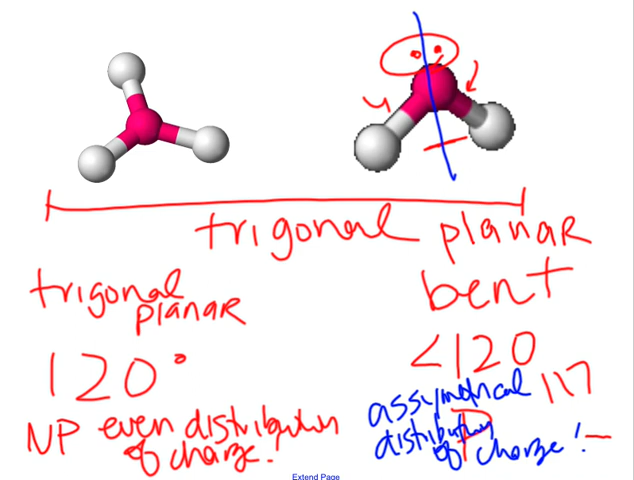 trigonal planar
trigonal
planar
bent
120°
<120
117
NP even distribution
of charge!
assymetrical
distribution
P
of charge!
Extend Page